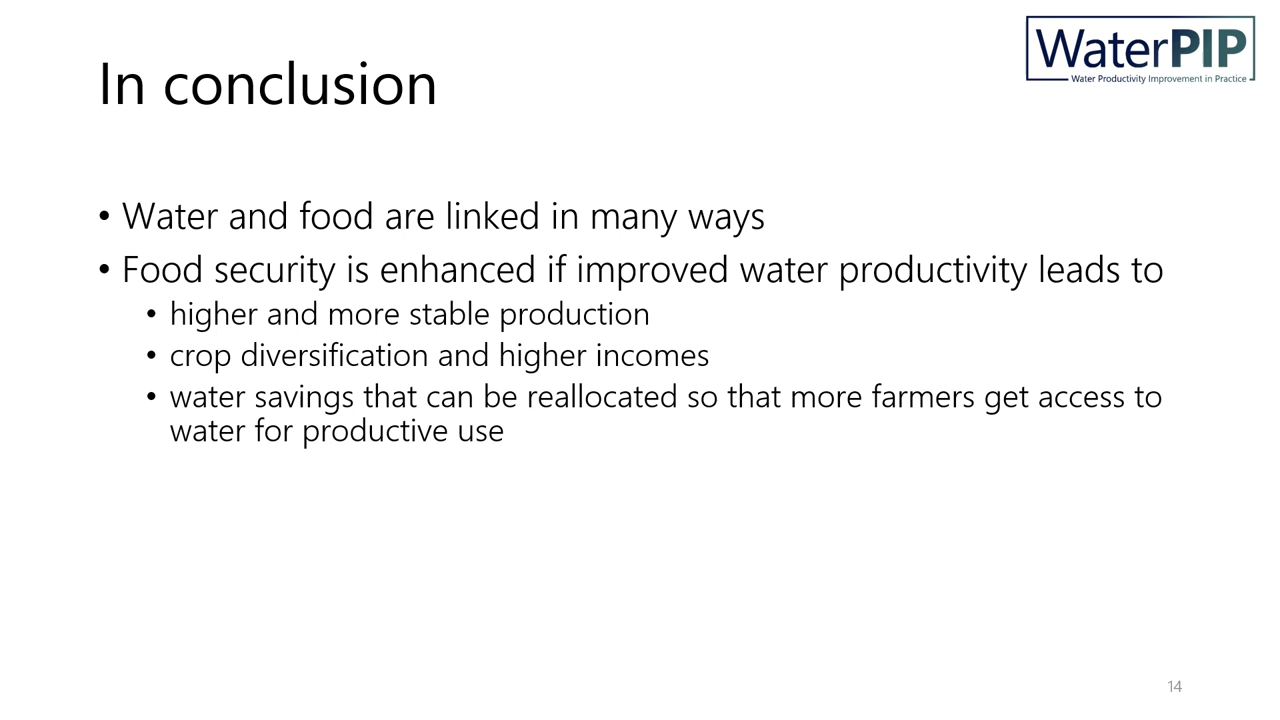 WaterPIP
Water Productivity Improvement in Practice
In conclusion
• Water and food are linked in many ways
• Food security is enhanced if improved water productivity leads to
• higher and more stable production
• crop diversification and higher incomes
• water savings that can be reallocated so that more farmers get access to
water for productive use
14